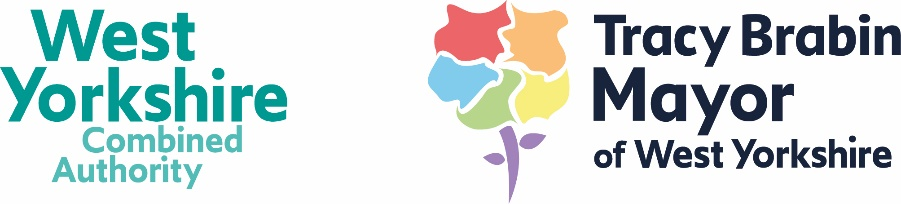 West
Yorkshire
Combined
Authority
Tracy Brabin
Mayor
of West Yorkshire